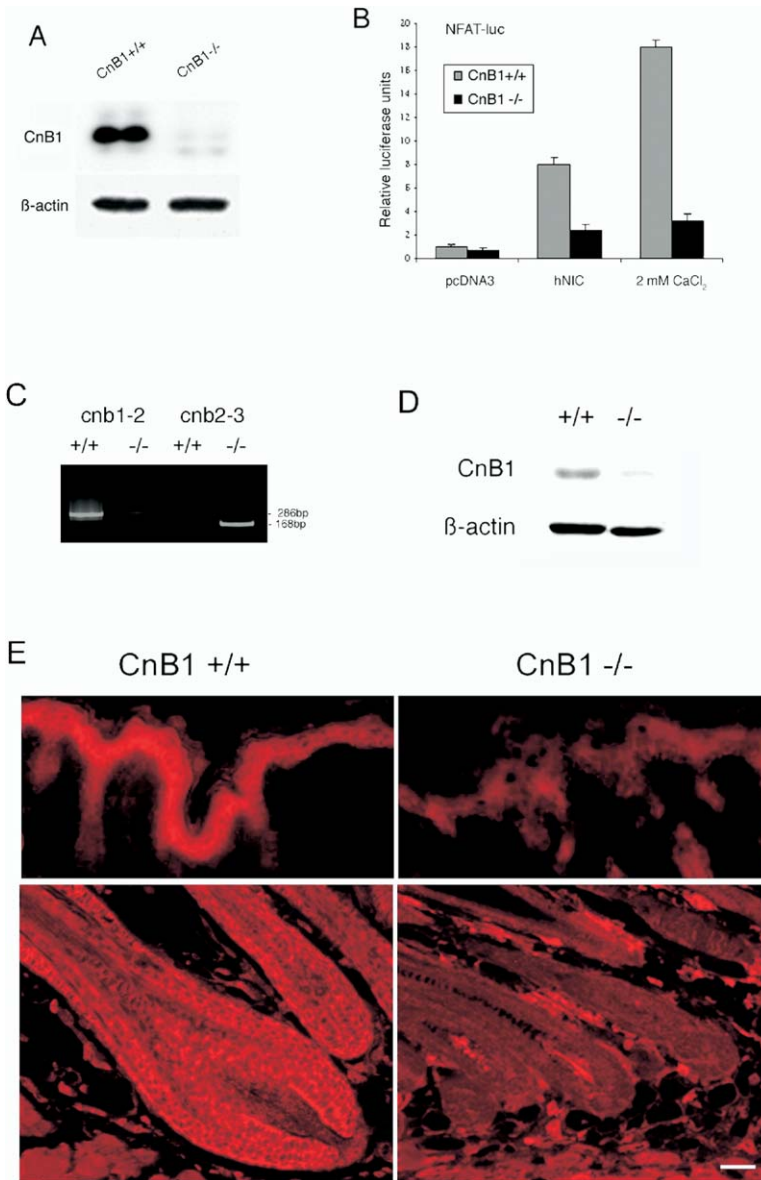 A
CnB1+/+ CnB1-/-
CnB1
ß-actin
B
NFAT-luc
CnB1+/+
CnB1 -/-
Relative luciferase units
20
18
16
14
12
10
8
6
4
2
0
pcDNA3 hNIC 2 mM CaCl₂
C
cnb1-2 cnb2-3
+/+ -/- +/+ -/-
- 286bp
- 168bp
D
+/+ -/-
CnB1
ß-actin
E
CnB1 +/+ CnB1 -/-